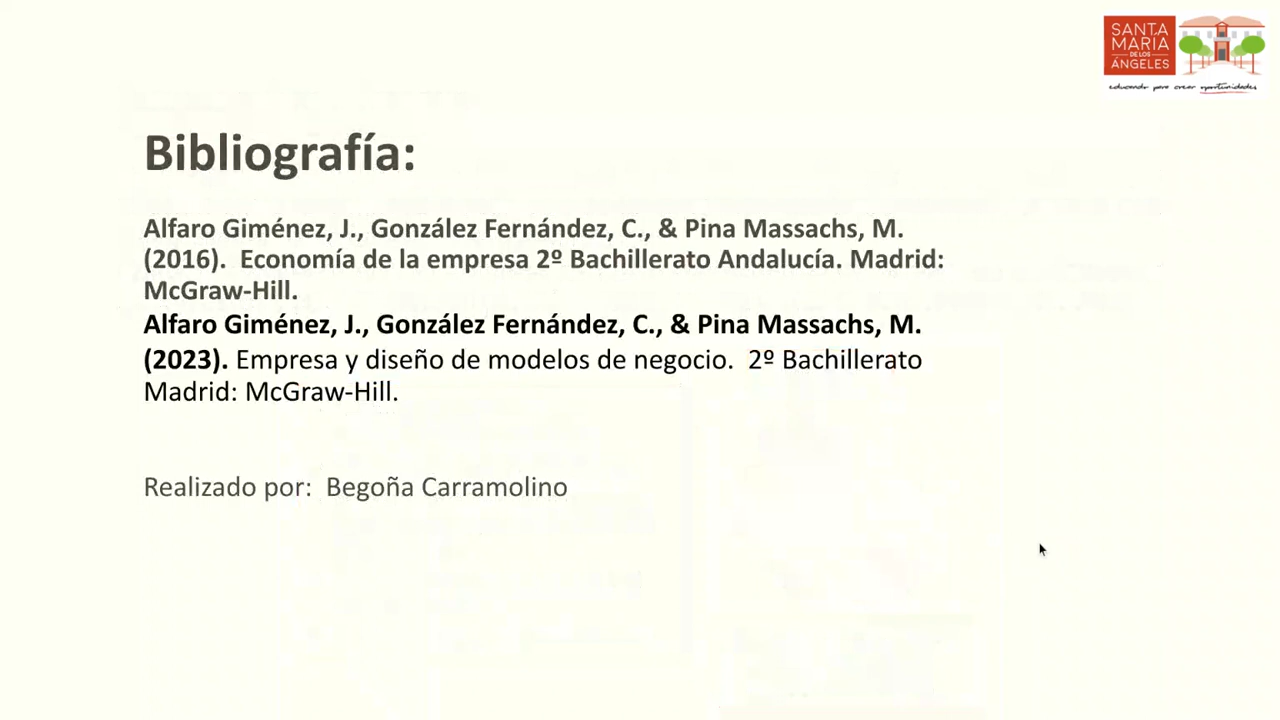 SANTA
MARIA
DE LOS
ÁNGELES
educando para crear oportunidades
Bibliografía:
Alfaro Giménez, J., González Fernández, C., & Pina Massachs, M.
(2016).  Economía de la empresa 2º Bachillerato Andalucía. Madrid:
McGraw-Hill.
Alfaro Giménez, J., González Fernández, C., & Pina Massachs, M.
(2023). Empresa y diseño de modelos de negocio.  2º Bachillerato
Madrid: McGraw-Hill.
Realizado por:  Begoña Carramolino